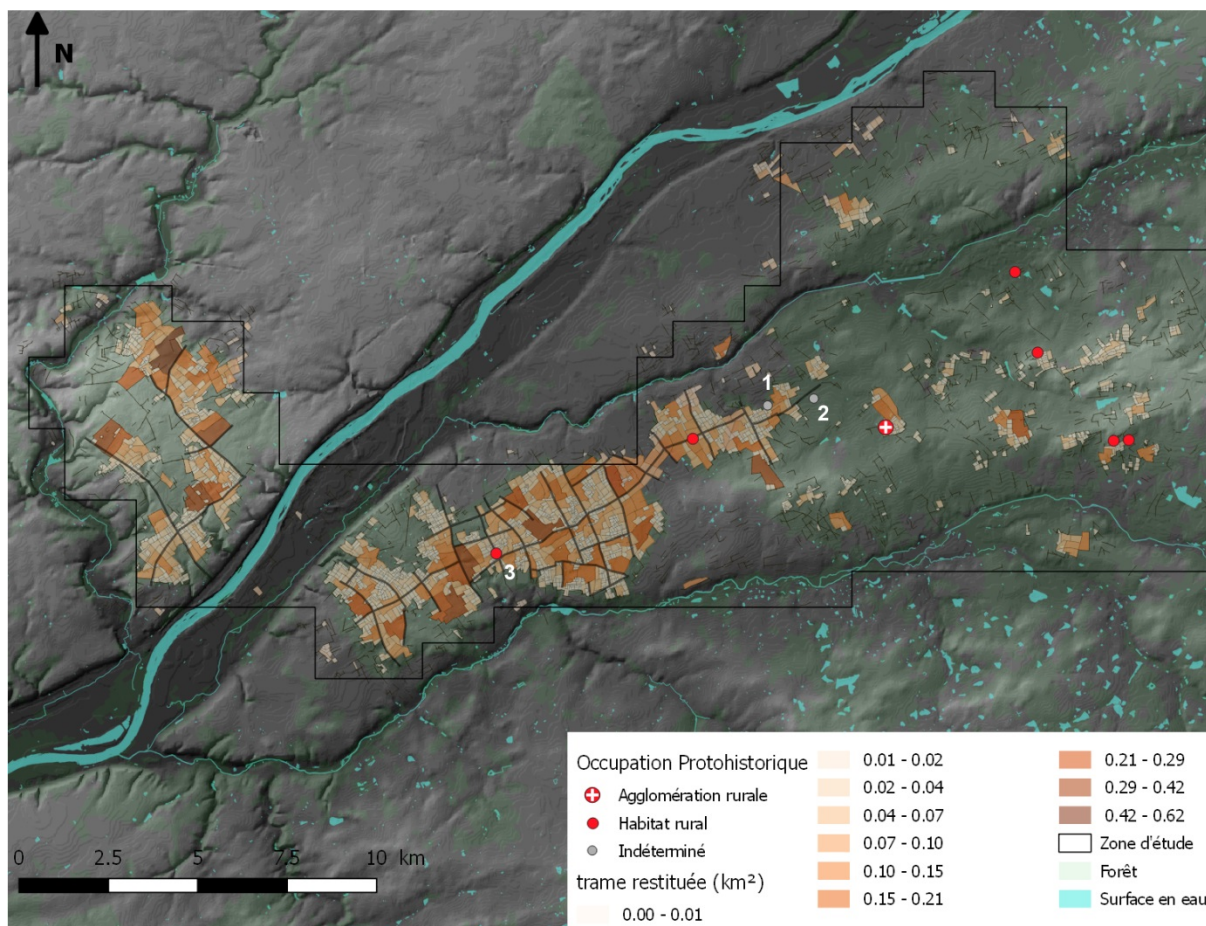 N
1
2
3
0 2.5 5 7.5 10 km
Occupation Protohistorique
Agglomération rurale
Habitat rural
Indéterminé
trame restituée (km²)
0.00 - 0.01
0.01 - 0.02
0.02 - 0.04
0.04 - 0.07
0.07 - 0.10
0.10 - 0.15
0.15 - 0.21
0.21 - 0.29
0.29 - 0.42
0.42 - 0.62
Zone d'étude
Forêt
Surface en eau